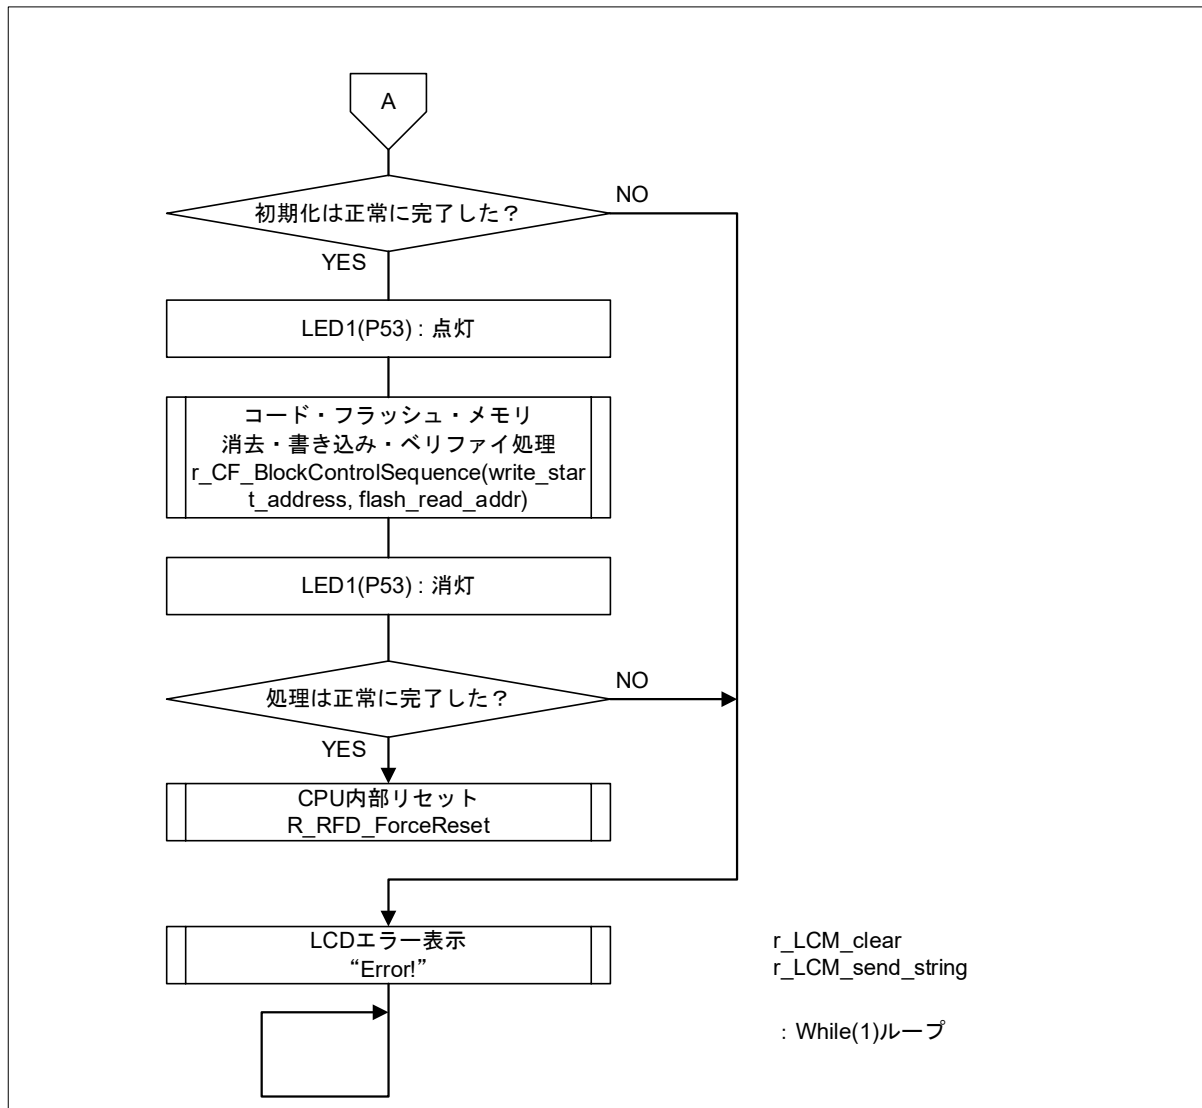 A
初期化は正常に完了した？
NO
YES
LED1(P53) : 点灯
コード・フラッシュ・メモリ
消去・書き込み・ベリファイ処理
r_CF_BlockControlSequence(write_star
t_address, flash_read_addr)
LED1(P53) : 消灯
処理は正常に完了した？
NO
YES
CPU内部リセット
R_RFD_ForceReset
LCDエラー表示
“Error!”
r_LCM_clear
r_LCM_send_string
：While(1)ループ